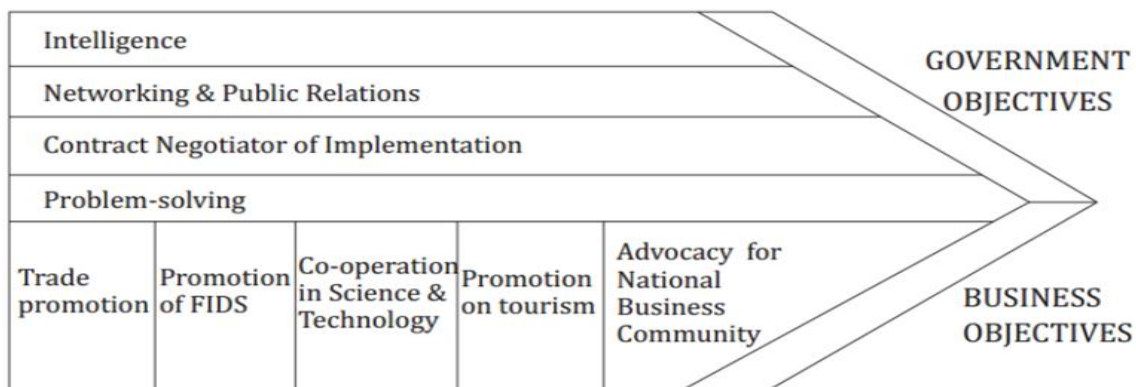 Intelligence
GOVERNMENT
OBJECTIVES
Networking & Public Relations
Contract Negotiator of Implementation
Problem-solving
Trade
promotion
Promotion
of FIDS
Co-operation
in Science &
Technology
Promotion
on tourism
Advocacy for
National
Business
Community
BUSINESS
OBJECTIVES